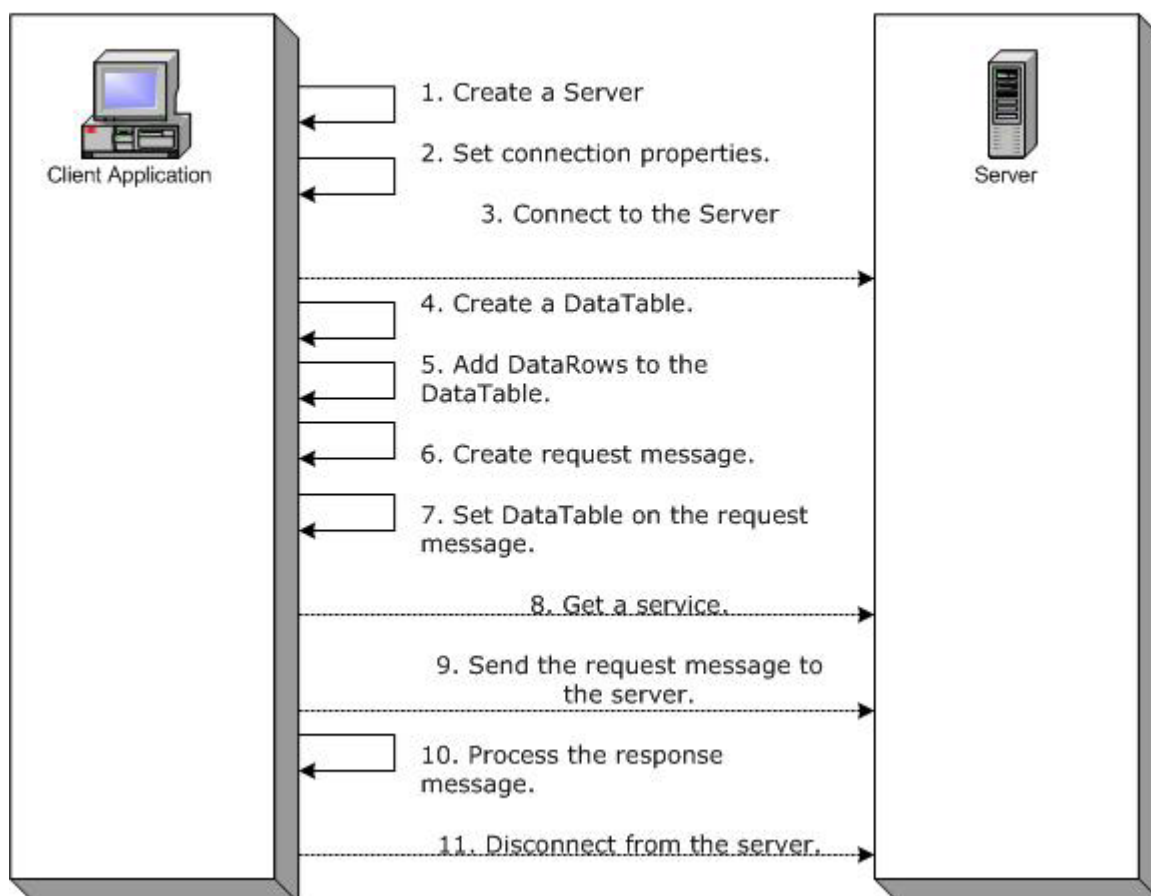 Client Application
Server
1. Create a Server
2. Set connection properties.
3. Connect to the Server
4. Create a DataTable.
5. Add DataRows to the
DataTable.
6. Create request message.
7. Set DataTable on the request
message.
8. Get a service.
9. Send the request message to
the server.
10. Process the response
message.
11. Disconnect from the server.